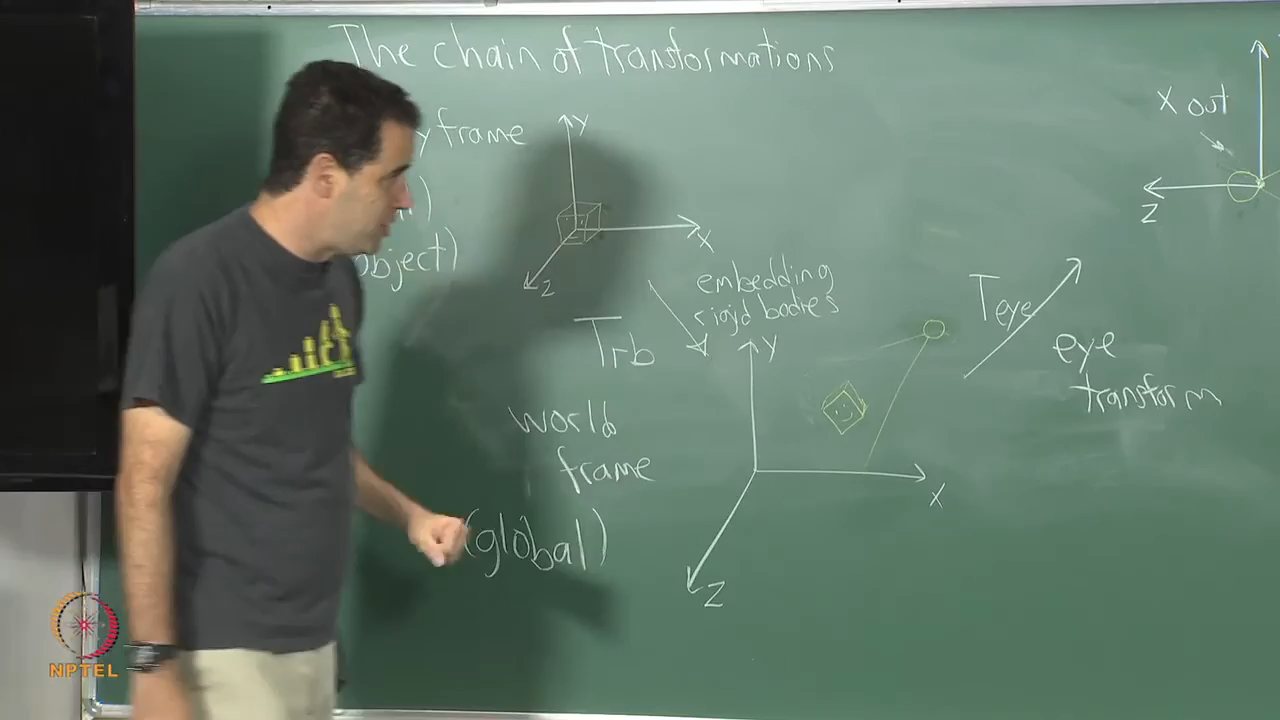 The chain of transformations
y frame
object)
Y
X
Z
Trb
embedding
rigid bodies
world
frame
(global)
Y
X
Z
Teye
eye
transform
X out
Z
NPTEL